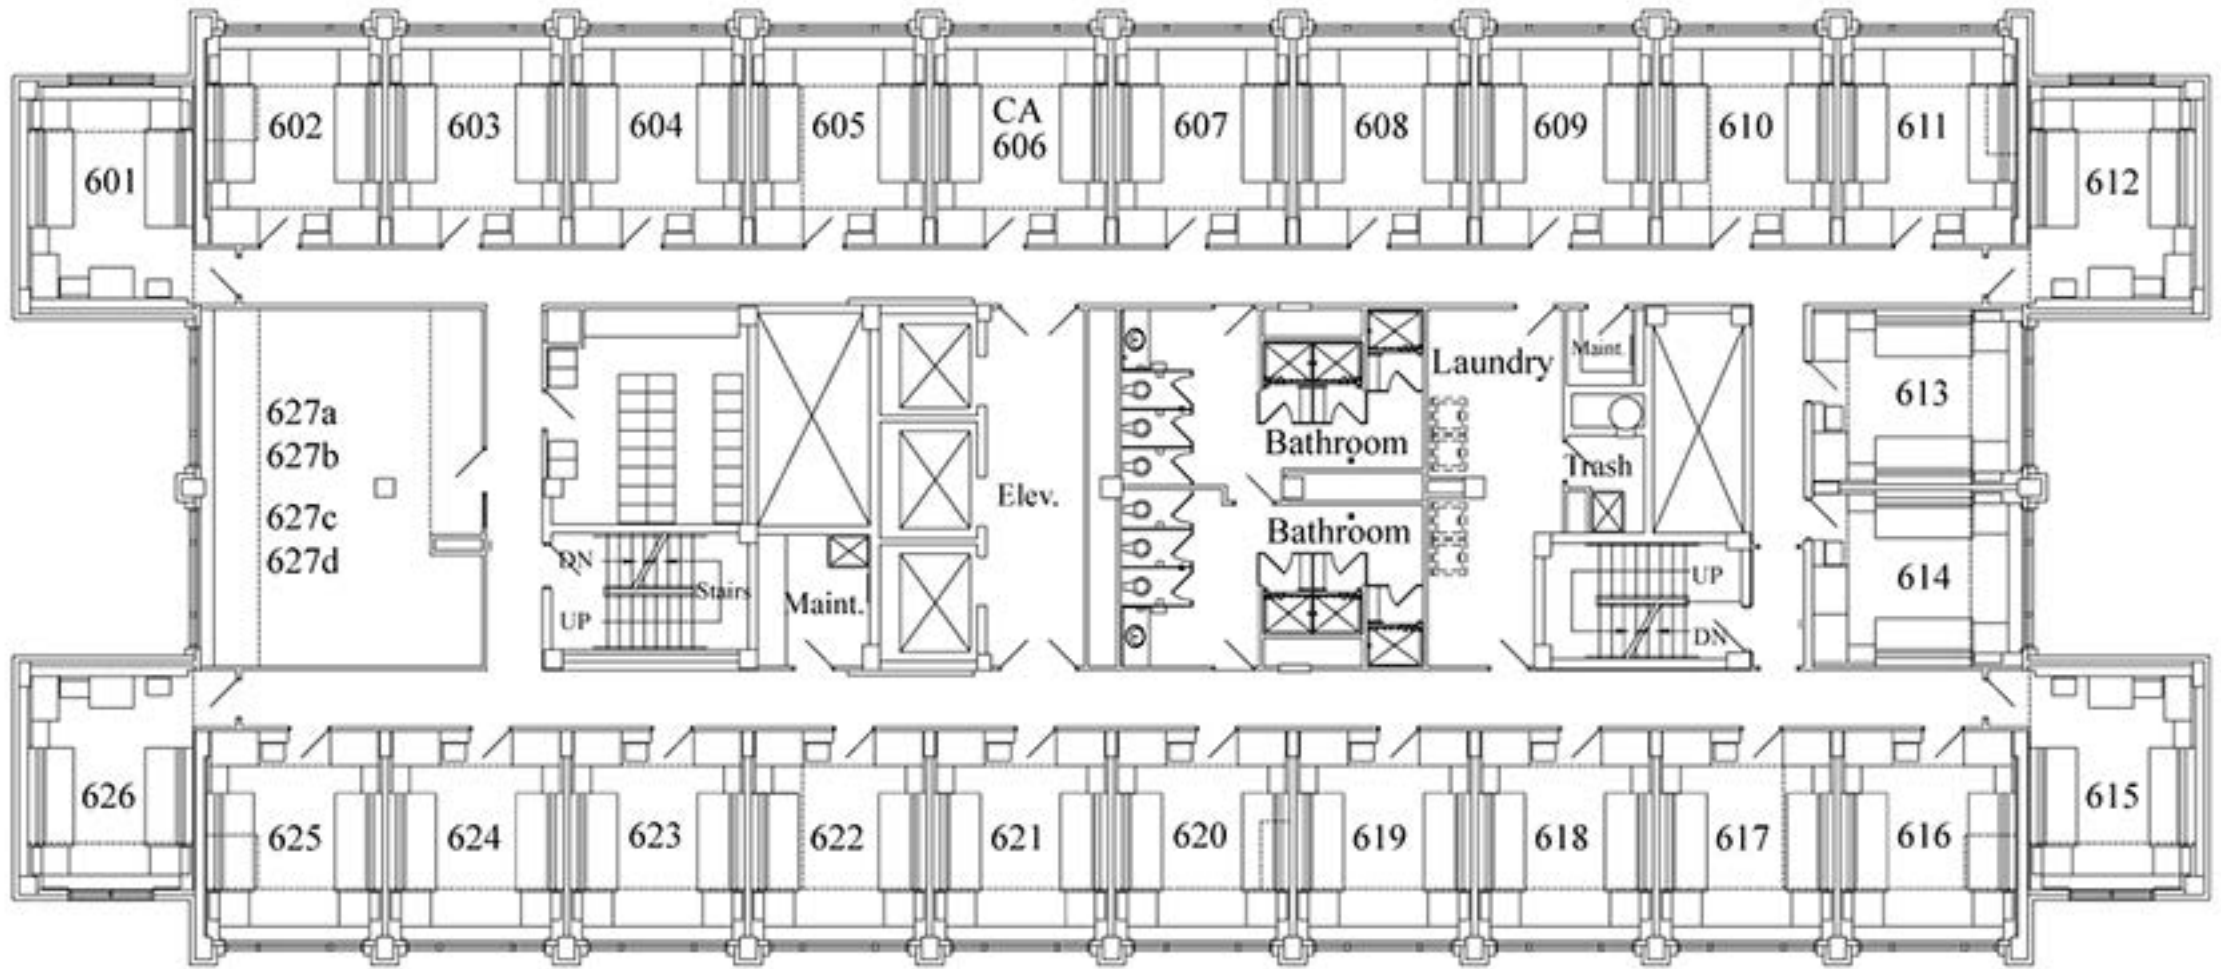 602
603
604
605
CA
606
607
608
609
610
611
601
612
627a
627b
627c
627d
Elev.
Bathroom
Bathroom
Laundry
Maint.
Trash
613
614
DN
UP
Stairs
Maint.
UP
DN
626
615
625
624
623
622
621
620
619
618
617
616